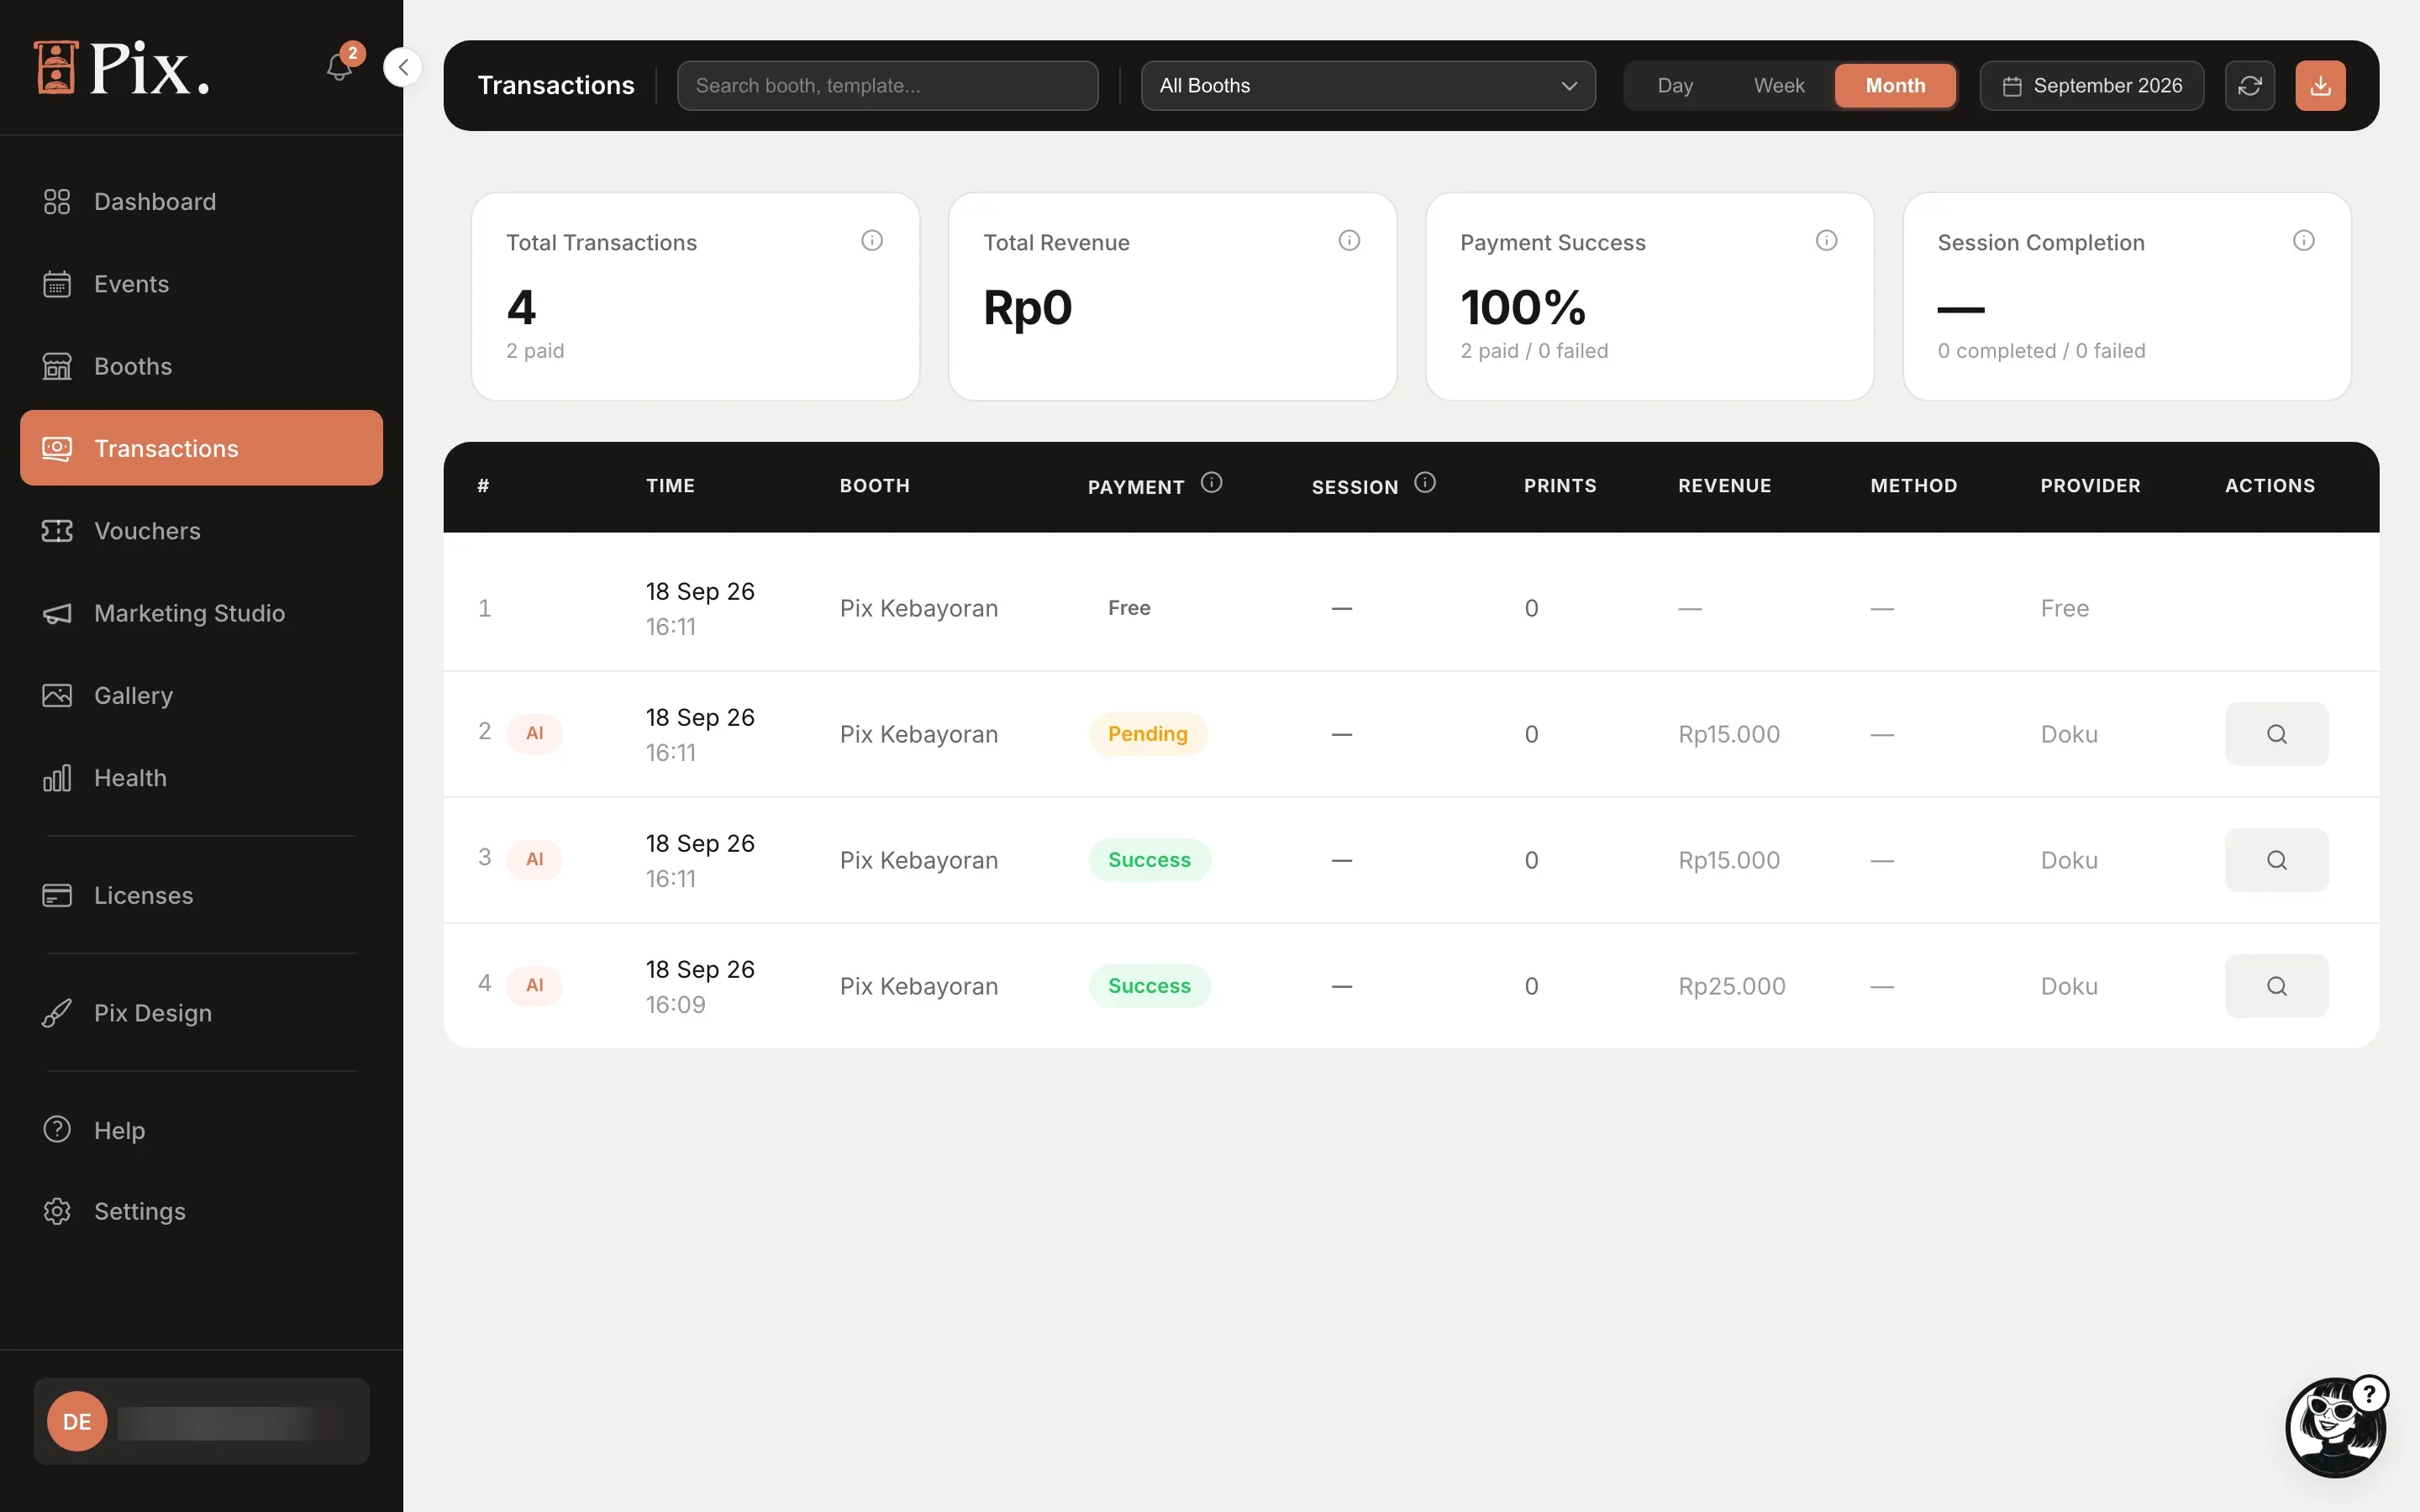 Pix.
2
Dashboard
Events
Booths
Transactions
Vouchers
Marketing Studio
Gallery
Health
Licenses
Pix Design
Help
Settings
DE
Transactions
Search booth, template...
All Booths
Day Week Month
September 2026
Total Transactions
4
2 paid
Total Revenue
Rp0
Payment Success
100%
2 paid / 0 failed
Session Completion
—
0 completed / 0 failed
# TIME BOOTH PAYMENT SESSION PRINTS REVENUE METHOD PROVIDER ACTIONS
1 18 Sep 26 16:11 Pix Kebayoran Free — 0 — — Free
2 AI 18 Sep 26 16:11 Pix Kebayoran Pending — 0 Rp15.000 — Doku
3 AI 18 Sep 26 16:11 Pix Kebayoran Success — 0 Rp15.000 — Doku
4 AI 18 Sep 26 16:09 Pix Kebayoran Success — 0 Rp25.000 — Doku
?